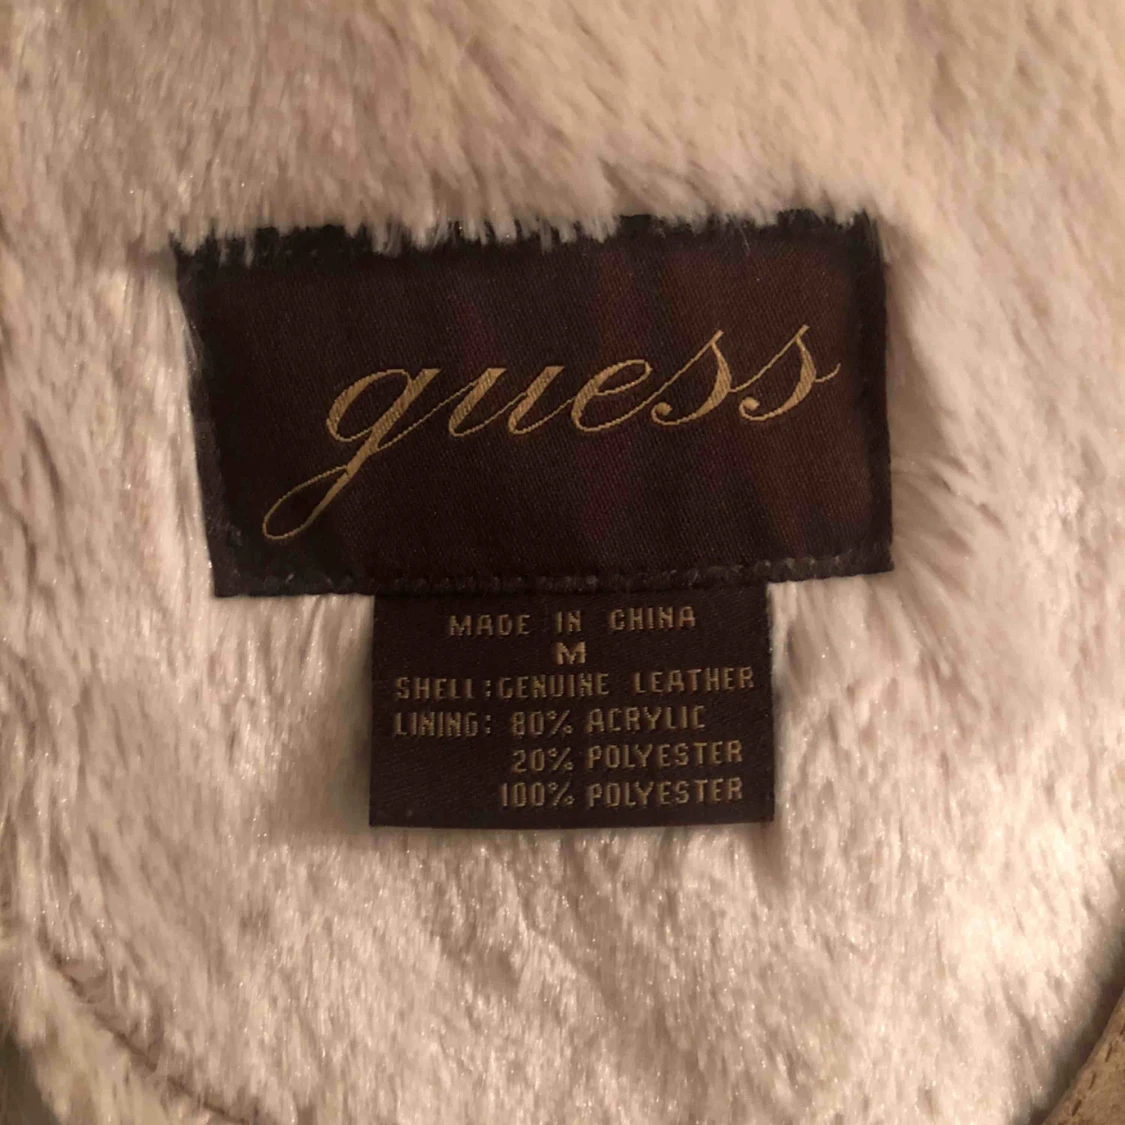 guess
MADE IN CHINA
M
SHELL:GENUINE LEATHER
LINING: 80% ACRYLIC
20% POLYESTER
100% POLYESTER